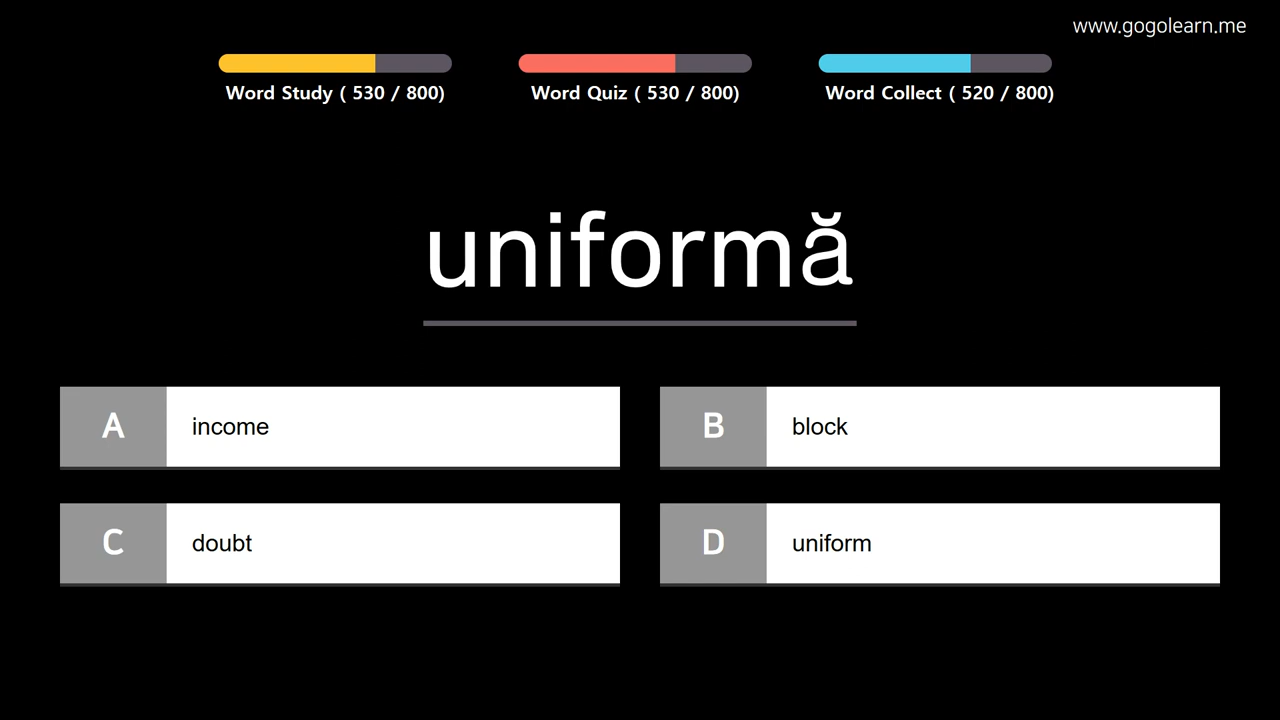 www.gogolearn.me
Word Study ( 530 / 800)
Word Quiz ( 530 / 800)
Word Collect ( 520 / 800)
uniformă
A income
B block
C doubt
D uniform